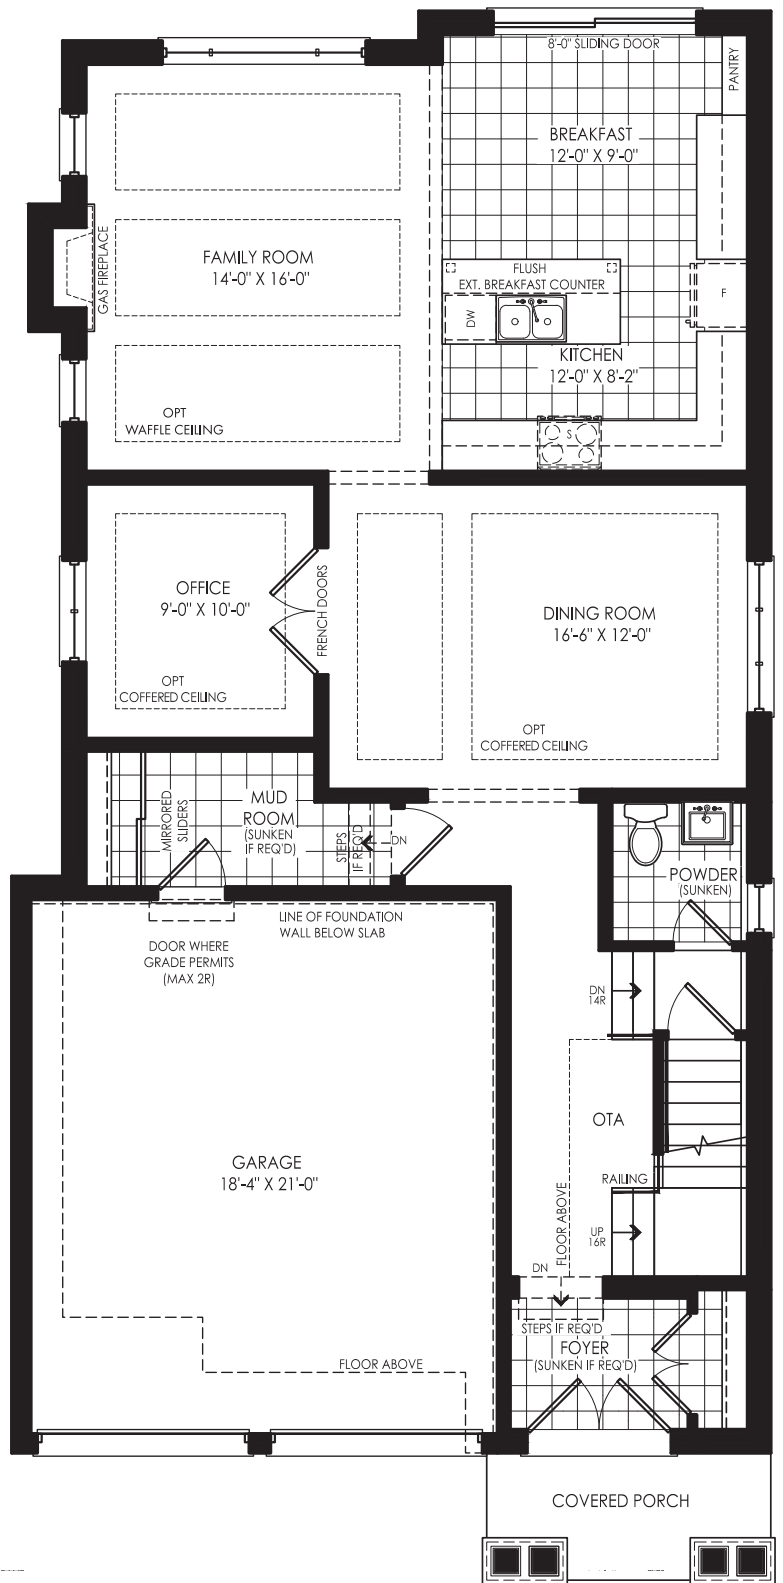 8'-0" SLIDING DOOR
PANTRY
BREAKFAST
12'-0" X 9'-0"
FAMILY ROOM
14'-0" X 16'-0"
GAS FIREPLACE
FLUSH
EXT. BREAKFAST COUNTER
DW
F
KITCHEN
12'-0" X 8'-2"
S
OPT
WAFFLE CEILING
OFFICE
9'-0" X 10'-0"
FRENCH DOORS
DINING ROOM
16'-6" X 12'-0"
OPT
COFFERED CEILING
OPT
COFFERED CEILING
MIRRORED
SLIDERS
MUD
ROOM
(SUNKEN
IF REQ'D)
STEPS
IF REQ'D
DN
POWDER
(SUNKEN)
DOOR WHERE
GRADE PERMITS
(MAX 2R)
LINE OF FOUNDATION
WALL BELOW SLAB
DN
14R
OTA
GARAGE
18'-4" X 21'-0"
RAILING
FLOOR ABOVE
UP
16R
DN
STEPS IF REQ'D
FOYER
(SUNKEN IF REQ'D)
FLOOR ABOVE
COVERED PORCH